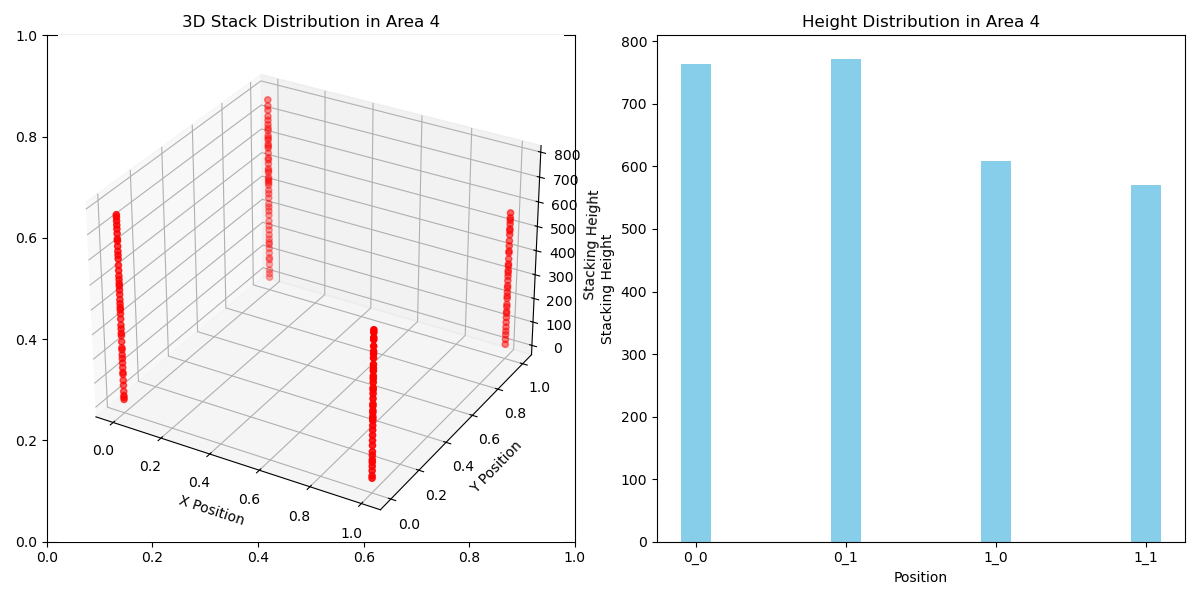 3D Stack Distribution in Area 4
1.0
0.8
0.6
0.4
0.2
0.0
0.0 0.2 0.4 0.6 0.8 1.0
0.0 0.2 0.4 0.6 0.8 1.0
X Position
0.0 0.2 0.4 0.6 0.8 1.0
Y Position
800
700
600
500
400
300
200
100
0
Stacking Height
Height Distribution in Area 4
Stacking Height
800
700
600
500
400
300
200
100
0
0_0 0_1 1_0 1_1
Position